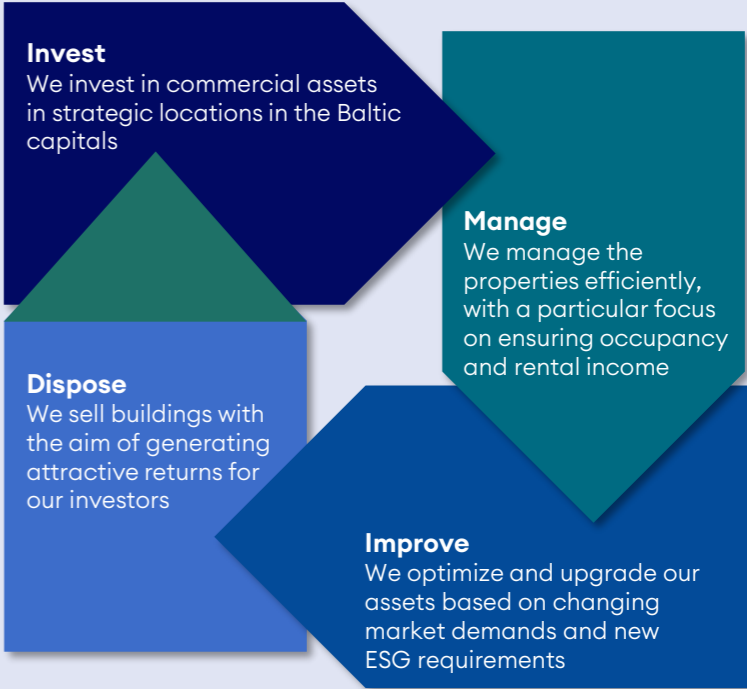 Invest
We invest in commercial assets
in strategic locations in the Baltic
capitals
Manage
We manage the
properties efficiently,
with a particular focus
on ensuring occupancy
and rental income
Improve
We optimize and upgrade our
assets based on changing
market demands and new
ESG requirements
Dispose
We sell buildings with
the aim of generating
attractive returns for
our investors